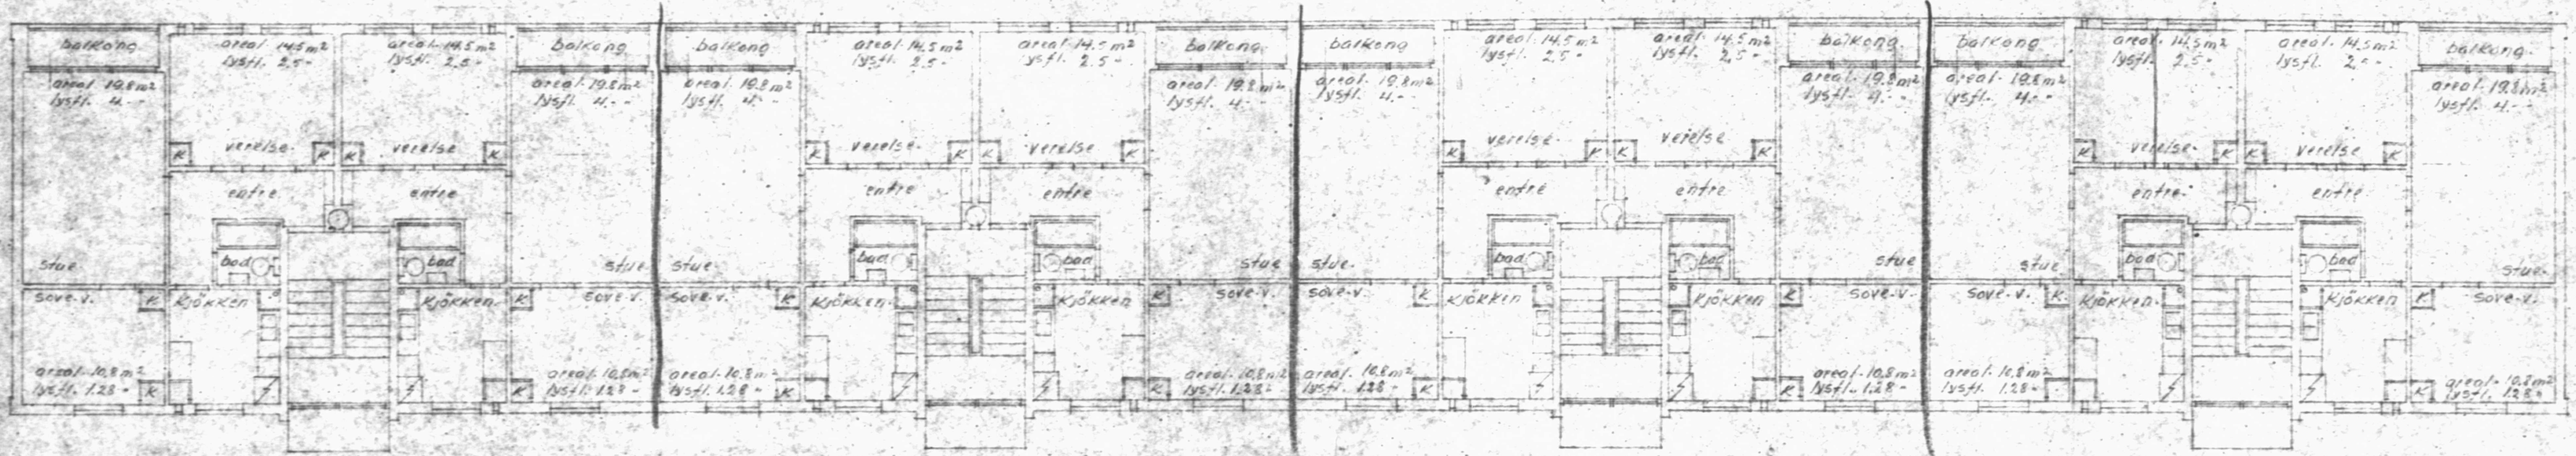 balkong
areal 19.8 m²
lysfl. 4.- -
stue
sove-v. K
areal 10.8 m²
lysfl. 1.28 - K
areal 14.5 m²
lysfl. 2.5 -
K verelse K
entre
bad
kjökken
areal 14.5 m²
lysfl. 2.5 -
K verelse K
entre
bad
kjökken
balkong
areal 19.8 m²
lysfl. 4.- -
stue
K sove-v.
areal 10.8 m²
K lysfl. 1.28 -
balkong
areal 19.8 m²
lysfl. 4.- -
stue
sove-v. K
areal 10.8 m²
lysfl. 1.28 - K
areal 14.5 m²
lysfl. 2.5 -
K verelse K
entre
bad
kjökken
areal 14.5 m²
lysfl. 2.5 -
K verelse K
entre
bad
kjökken
balkong
areal 19.8 m²
lysfl. 4.- -
stue
K sove-v.
areal 10.8 m²
K lysfl. 1.28 -
balkong
areal 19.8 m²
lysfl. 4.- -
stue
sove-v. K
areal 10.8 m²
lysfl. 1.28 - K
areal 14.5 m²
lysfl. 2.5 -
K verelse K
entre
bad
kjökken
areal 14.5 m²
lysfl. 2.5 -
K verelse K
entre
bad
kjökken
balkong
areal 19.8 m²
lysfl. 4.- -
stue
K sove-v.
areal 10.8 m²
K lysfl. 1.28 -
balkong
areal 19.8 m²
lysfl. 4.- -
stue
sove-v. K
areal 10.8 m²
lysfl. 1.28 - K
areal 14.5 m²
lysfl. 2.5 -
K verelse K
entre
bad
kjökken
areal 14.5 m²
lysfl.
K verelse K
entre
bad
kjökken
balkong
areal 19.8 m²
lysfl. 4.- -
stue
K sove-v.
areal 10.8 m²
K lysfl. 1.28 -